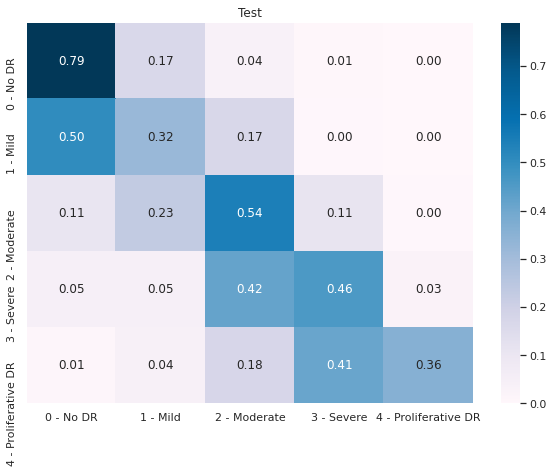 Test
0 - No DR
0.79 0.17 0.04 0.01 0.00
1 - Mild
0.50 0.32 0.17 0.00 0.00
2 - Moderate
0.11 0.23 0.54 0.11 0.00
3 - Severe
0.05 0.05 0.42 0.46 0.03
4 - Proliferative DR
0.01 0.04 0.18 0.41 0.36
0 - No DR 1 - Mild 2 - Moderate 3 - Severe 4 - Proliferative DR
0.7
0.6
0.5
0.4
0.3
0.2
0.1
0.0